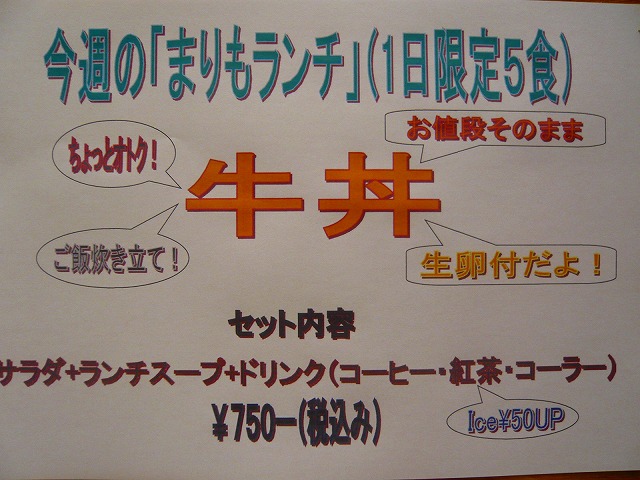 今週の「まりもランチ」(1日限定5食)
お値段そのまま
ちょっとオトク!
牛丼
ご飯炊き立て!
生卵付だよ!
セット内容
サラダ+ランチスープ+ドリンク(コーヒー・紅茶・コーラー)
¥750ー(税込み)
Ice¥50UP